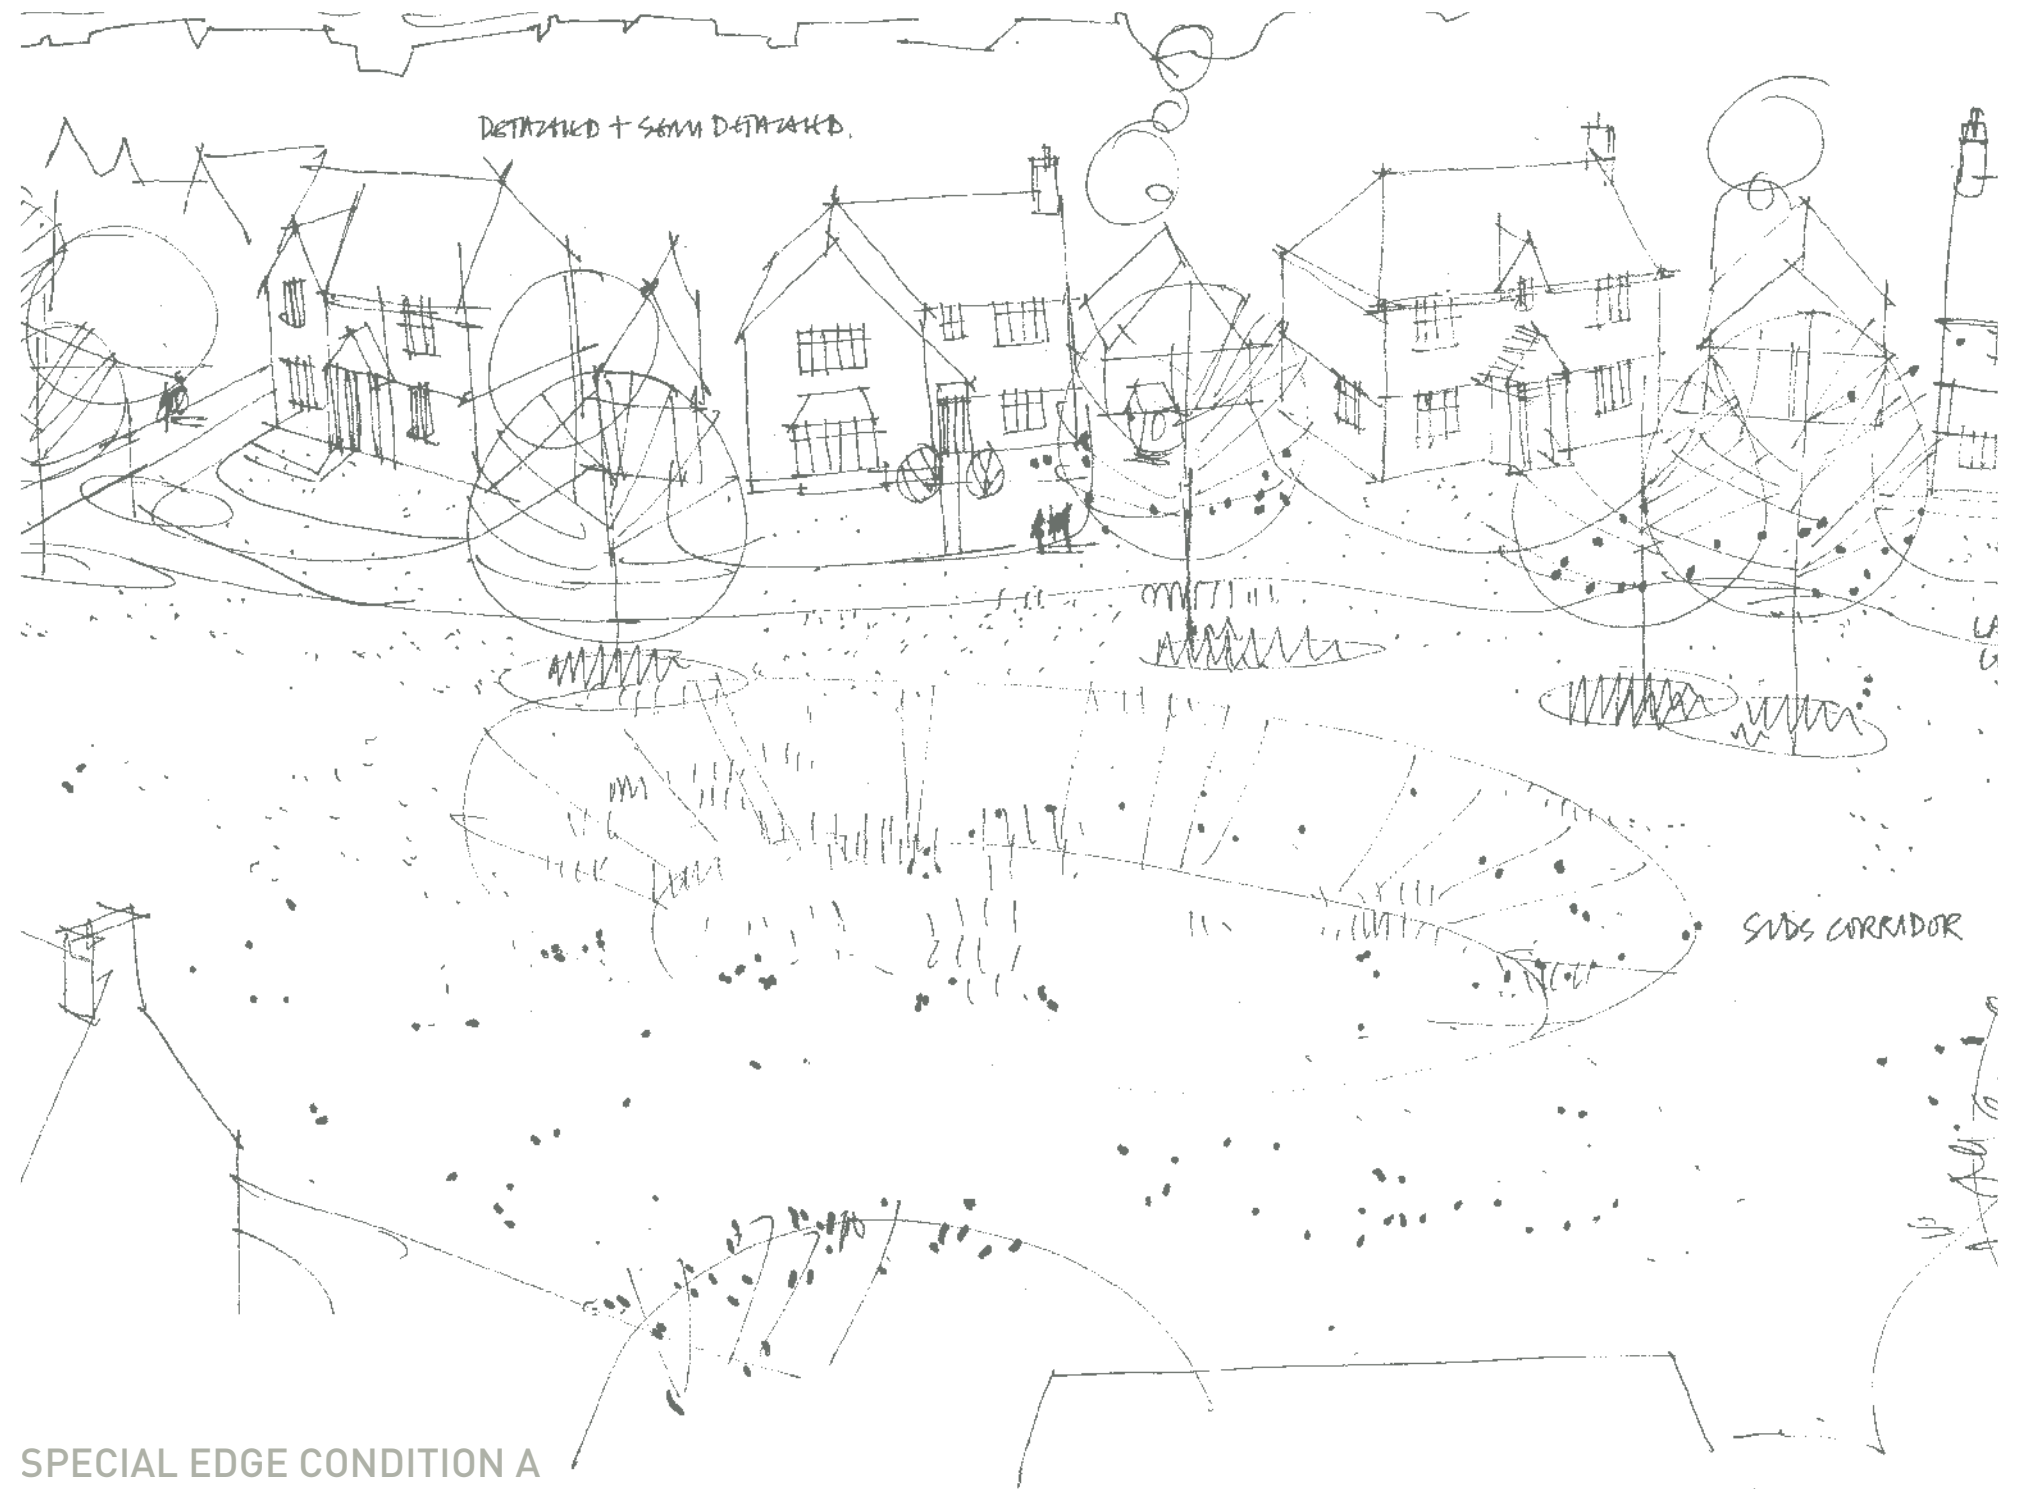 DETACHED + SEMI DETACHED.
SUDS CORRIDOR
SPECIAL EDGE CONDITION A